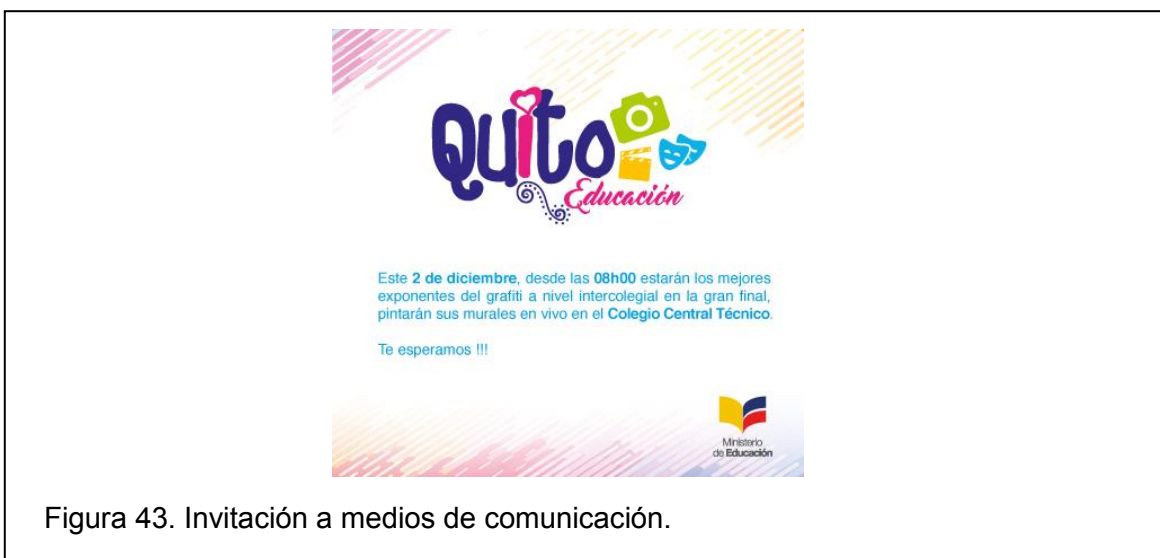 Quito
Educación
Este 2 de diciembre, desde las 08h00 estarán los mejores
exponentes del grafiti a nivel intercolegial en la gran final,
pintarán sus murales en vivo en el Colegio Central Técnico.
Te esperamos !!!
Ministerio
de Educación
Figura 43. Invitación a medios de comunicación.